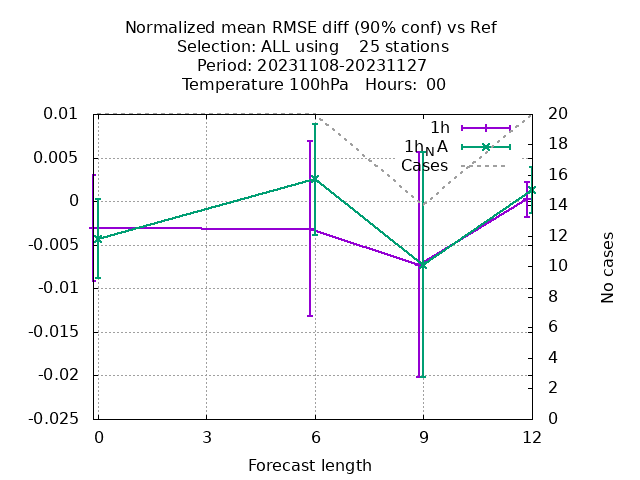 Normalized mean RMSE diff (90% conf) vs Ref
Selection: ALL using    25 stations
Period: 20231108-20231127
Temperature 100hPa   Hours:  00
0.01
0.005
0
-0.005
-0.01
-0.015
-0.02
-0.025
20
18
16
14
12
10
8
6
4
2
0
1h
1h_NA
Cases
No cases
0 3 6 9 12
Forecast length